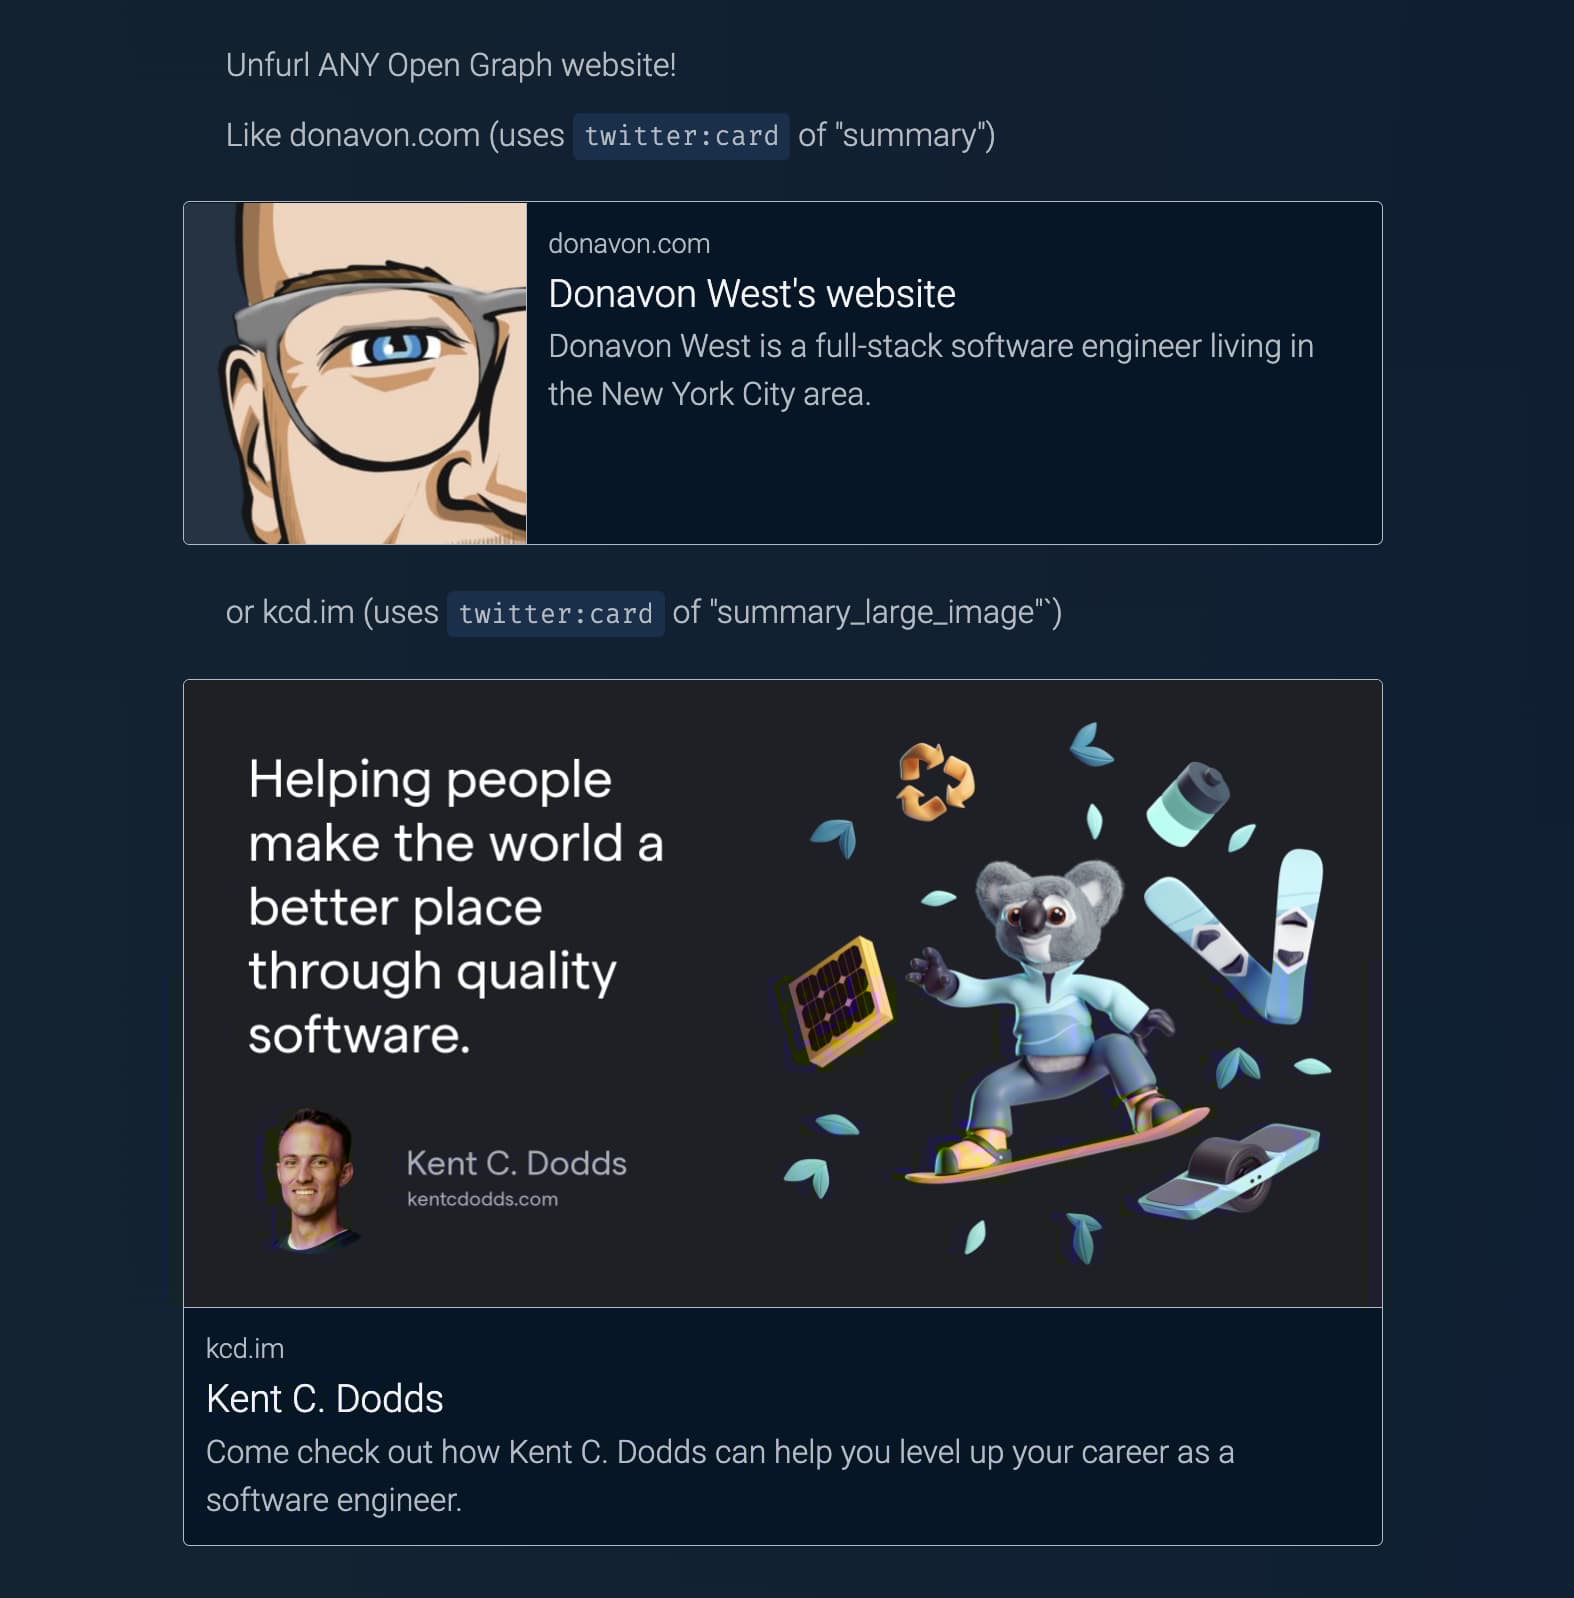 Unfurl ANY Open Graph website!
Like donavon.com (uses twitter:card of "summary")
donavon.com
Donavon West's website
Donavon West is a full-stack software engineer living in
the New York City area.
or kcd.im (uses twitter:card of "summary_large_image"`)
Helping people
make the world a
better place
through quality
software.
Kent C. Dodds
kentcdodds.com
kcd.im
Kent C. Dodds
Come check out how Kent C. Dodds can help you level up your career as a
software engineer.